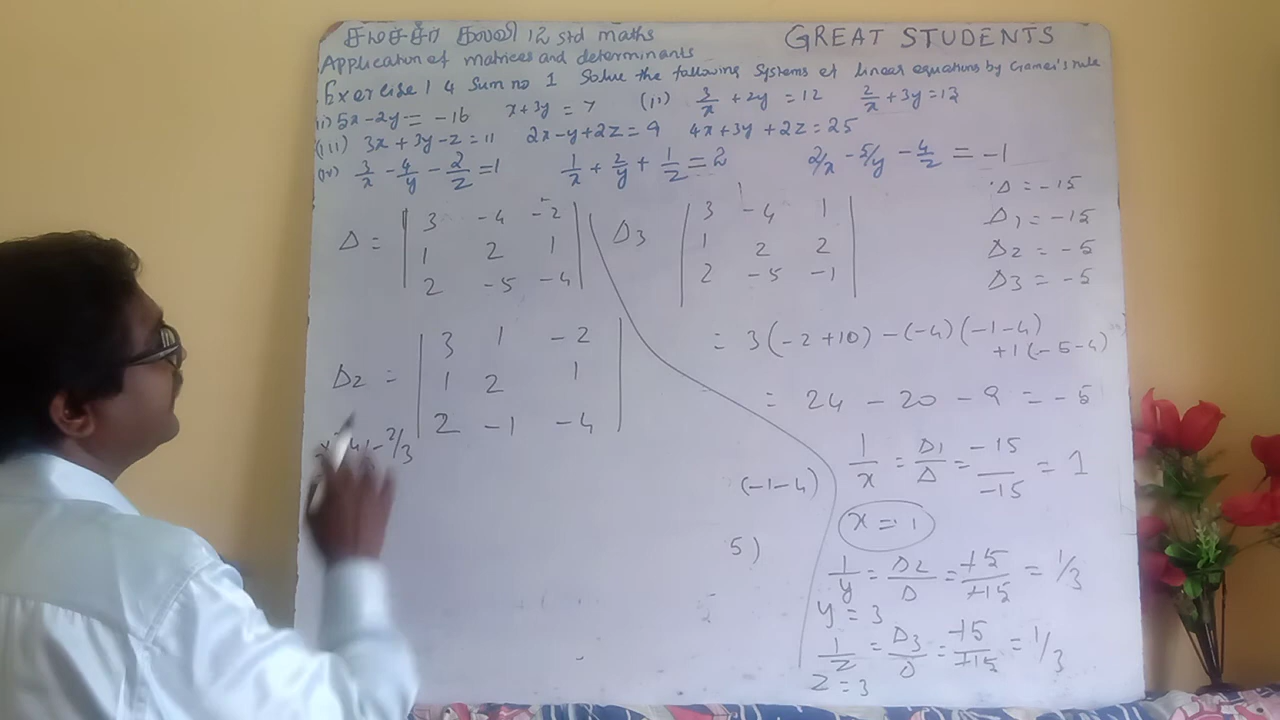 சமச்சீர் கல்வி 12 std maths GREAT STUDENTS
Application of matrices and determinants
Exercise 1 4 Sum no 1 Solve the following Systems of linear equations by Cramer's rule
(i) 5x-2y=-16 x+3y=7 (ii) 3/x + 2y = 12 2/x + 3y = 13
(iii) 3x+3y-z=11 2x-y+2z=9 4x+3y+2z=25
(iv) 3/x - 4/y - 2/z = 1 1/x + 2/y + 1/z = 2 2/x - 5/y - 4/z = -1
Δ = | 3 -4 -2 |
| 1 2 1 |
| 2 -5 -4 |
Δ3 | 3 -4 1 |
| 1 2 2 |
| 2 -5 -1 |
Δ = -15
Δ1 = -15
Δ2 = -5
Δ3 = -5
Δ2 = | 3 1 -2 |
| 1 2 1 |
| 2 -1 -4 |
= 3(-2+10) -(-4)(-1-4)
+1(-5-4)
= 24 - 20 - 9 = -5
(-1-4)
5)
1/x = Δ1/Δ = -15/-15 = 1
x = 1
1/y = Δ2/Δ = -5/-15 = 1/3
y = 3
1/z = Δ3/Δ = -5/-15 = 1/3
z = 3